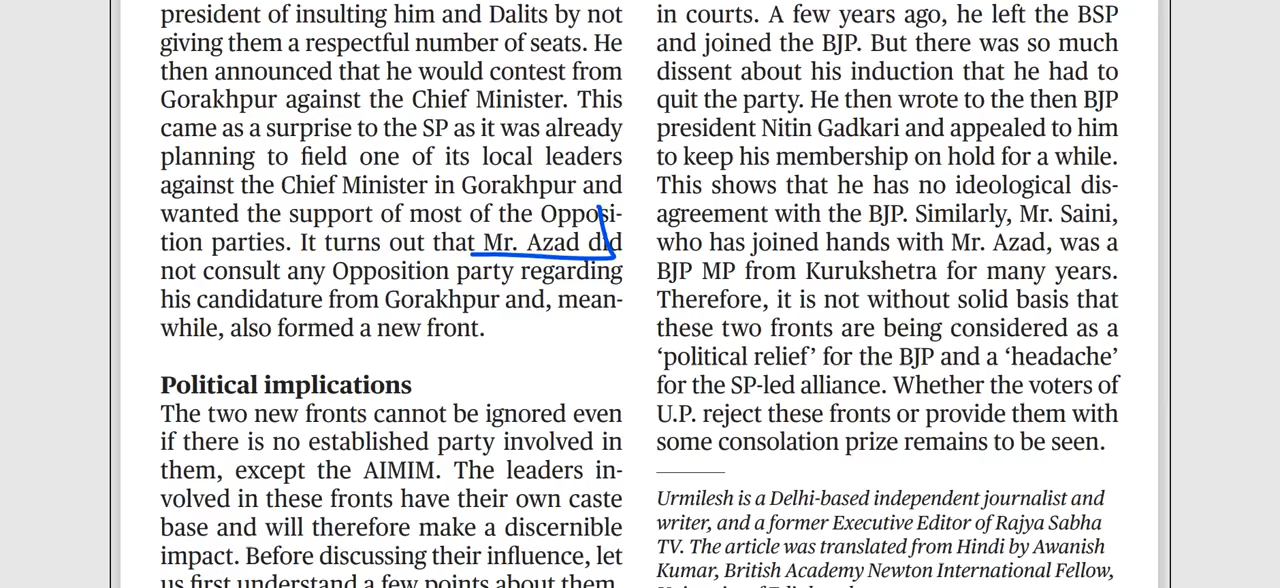 president of insulting him and Dalits by not
giving them a respectful number of seats. He
then announced that he would contest from
Gorakhpur against the Chief Minister. This
came as a surprise to the SP as it was already
planning to field one of its local leaders
against the Chief Minister in Gorakhpur and
wanted the support of most of the Opposi-
tion parties. It turns out that Mr. Azad did
not consult any Opposition party regarding
his candidature from Gorakhpur and, mean-
while, also formed a new front.
Political implications
The two new fronts cannot be ignored even
if there is no established party involved in
them, except the AIMIM. The leaders in-
volved in these fronts have their own caste
base and will therefore make a discernible
impact. Before discussing their influence, let
us first understand a few points about them.
in courts. A few years ago, he left the BSP
and joined the BJP. But there was so much
dissent about his induction that he had to
quit the party. He then wrote to the then BJP
president Nitin Gadkari and appealed to him
to keep his membership on hold for a while.
This shows that he has no ideological dis-
agreement with the BJP. Similarly, Mr. Saini,
who has joined hands with Mr. Azad, was a
BJP MP from Kurukshetra for many years.
Therefore, it is not without solid basis that
these two fronts are being considered as a
‘political relief’ for the BJP and a ‘headache’
for the SP-led alliance. Whether the voters of
U.P. reject these fronts or provide them with
some consolation prize remains to be seen.
Urmilesh is a Delhi-based independent journalist and
writer, and a former Executive Editor of Rajya Sabha
TV. The article was translated from Hindi by Awanish
Kumar, British Academy Newton International Fellow,